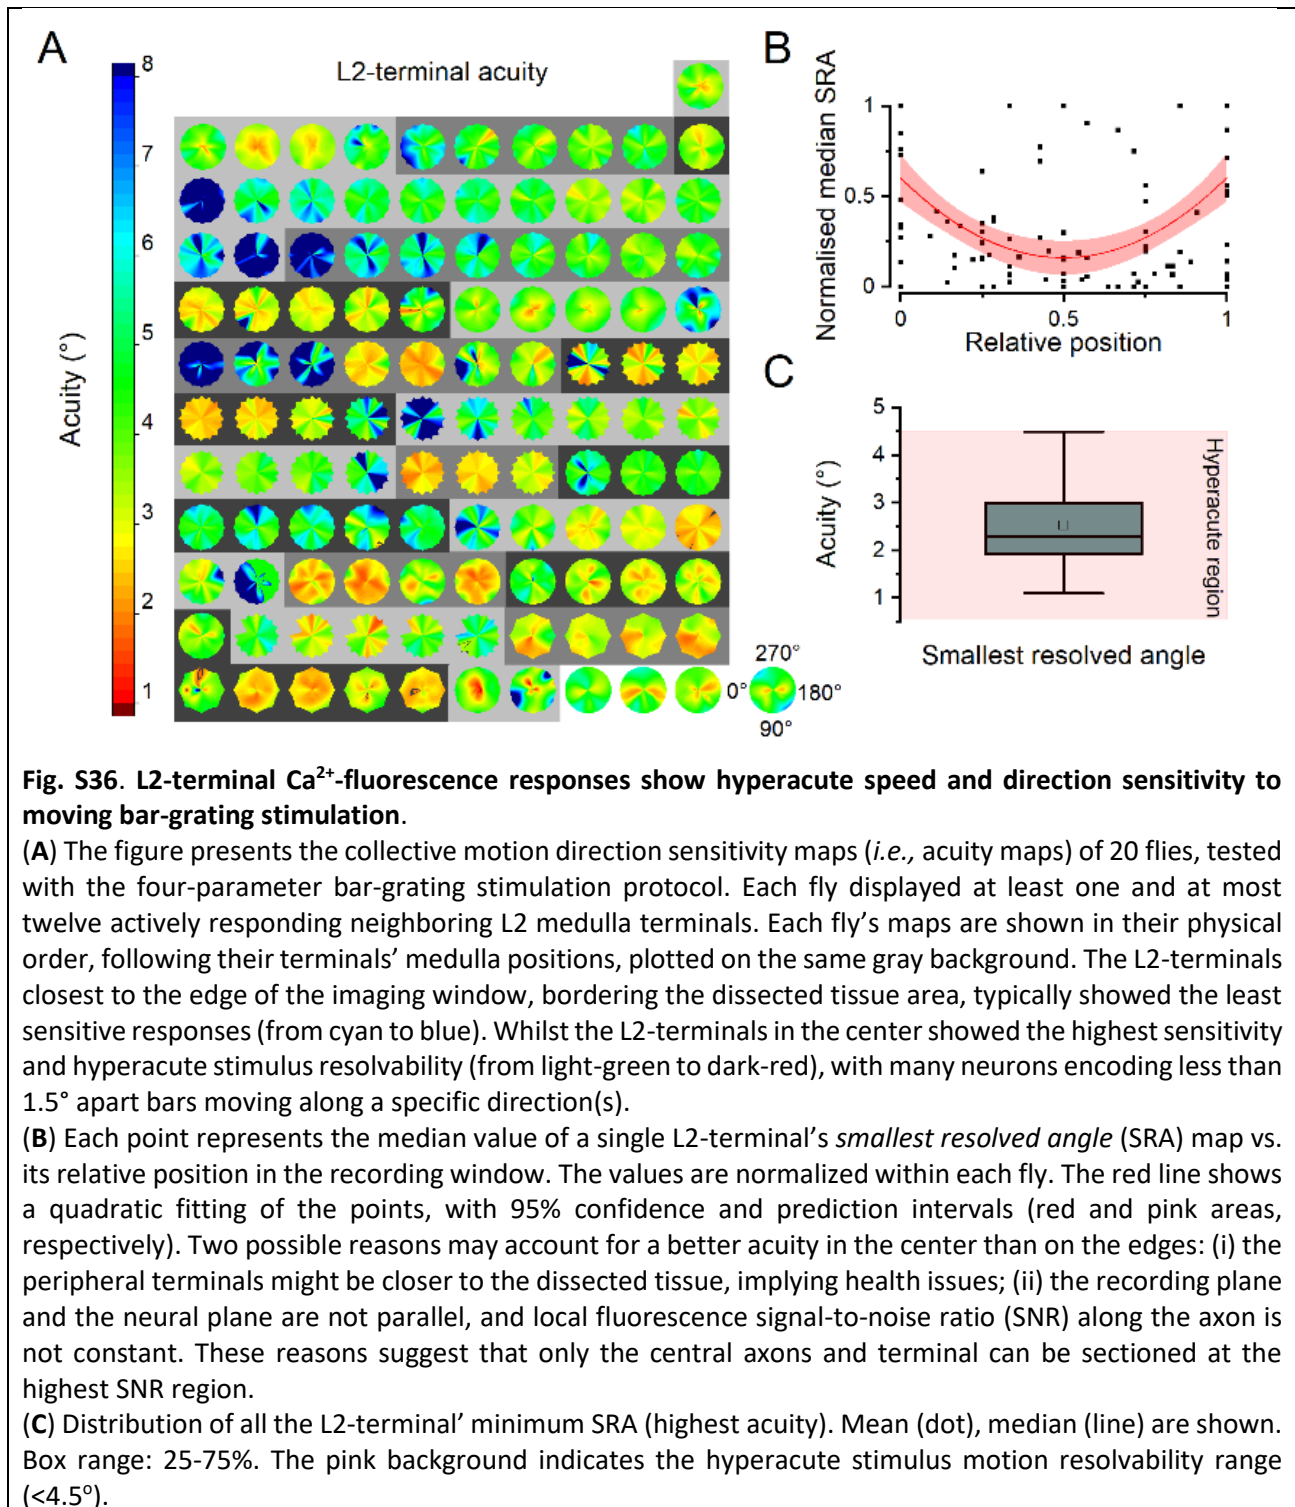 A
L2-terminal acuity
8
7
6
5
4
3
2
1
Acuity (°)
270°
0°
180°
90°
B
Normalised median SRA
1
0.5
0
0
0.5
1
Relative position
C
Acuity (°)
5
4
3
2
1
Hyperacute region
Smallest resolved angle
Fig. S36. L2-terminal Ca²⁺-fluorescence responses show hyperacute speed and direction sensitivity to
moving bar-grating stimulation.
(A) The figure presents the collective motion direction sensitivity maps (i.e., acuity maps) of 20 flies, tested
with the four-parameter bar-grating stimulation protocol. Each fly displayed at least one and at most
twelve actively responding neighboring L2 medulla terminals. Each fly's maps are shown in their physical
order, following their terminals' medulla positions, plotted on the same gray background. The L2-terminals
closest to the edge of the imaging window, bordering the dissected tissue area, typically showed the least
sensitive responses (from cyan to blue). Whilst the L2-terminals in the center showed the highest sensitivity
and hyperacute stimulus resolvability (from light-green to dark-red), with many neurons encoding less than
1.5° apart bars moving along a specific direction(s).
(B) Each point represents the median value of a single L2-terminal's smallest resolved angle (SRA) map vs.
its relative position in the recording window. The values are normalized within each fly. The red line shows
a quadratic fitting of the points, with 95% confidence and prediction intervals (red and pink areas,
respectively). Two possible reasons may account for a better acuity in the center than on the edges: (i) the
peripheral terminals might be closer to the dissected tissue, implying health issues; (ii) the recording plane
and the neural plane are not parallel, and local fluorescence signal-to-noise ratio (SNR) along the axon is
not constant. These reasons suggest that only the central axons and terminal can be sectioned at the
highest SNR region.
(C) Distribution of all the L2-terminal' minimum SRA (highest acuity). Mean (dot), median (line) are shown.
Box range: 25-75%. The pink background indicates the hyperacute stimulus motion resolvability range
(<4.5°).